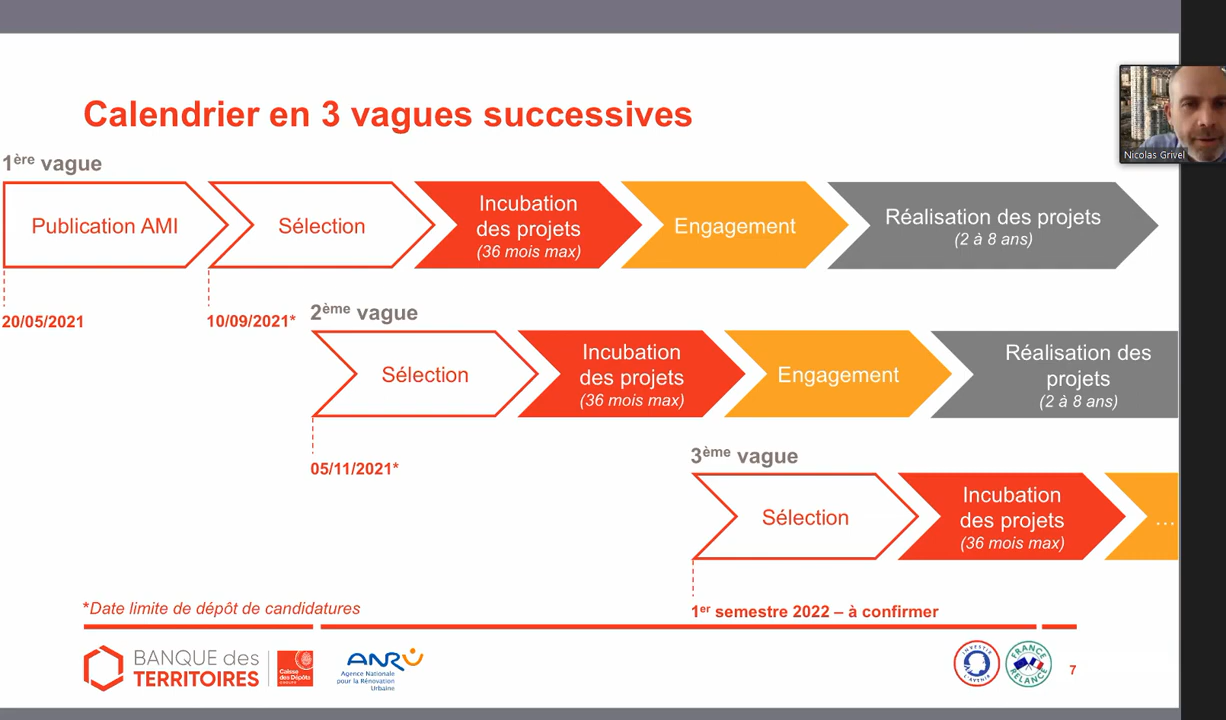 Calendrier en 3 vagues successives
Nicolas Grivel
1ère vague
Publication AMI
Sélection
Incubation
des projets
(36 mois max)
Engagement
Réalisation des projets
(2 à 8 ans)
20/05/2021
10/09/2021*
2ème vague
Sélection
Incubation
des projets
(36 mois max)
Engagement
Réalisation des
projets
(2 à 8 ans)
05/11/2021*
3ème vague
Sélection
Incubation
des projets
(36 mois max)
...
1er semestre 2022 – à confirmer
*Date limite de dépôt de candidatures
BANQUE des
TERRITOIRES
Caisse
des Dépôts
GROUPE
ANRU
Agence Nationale
pour la Rénovation
Urbaine
INVESTIR
L'AVENIR
FRANCE
RELANCE
7